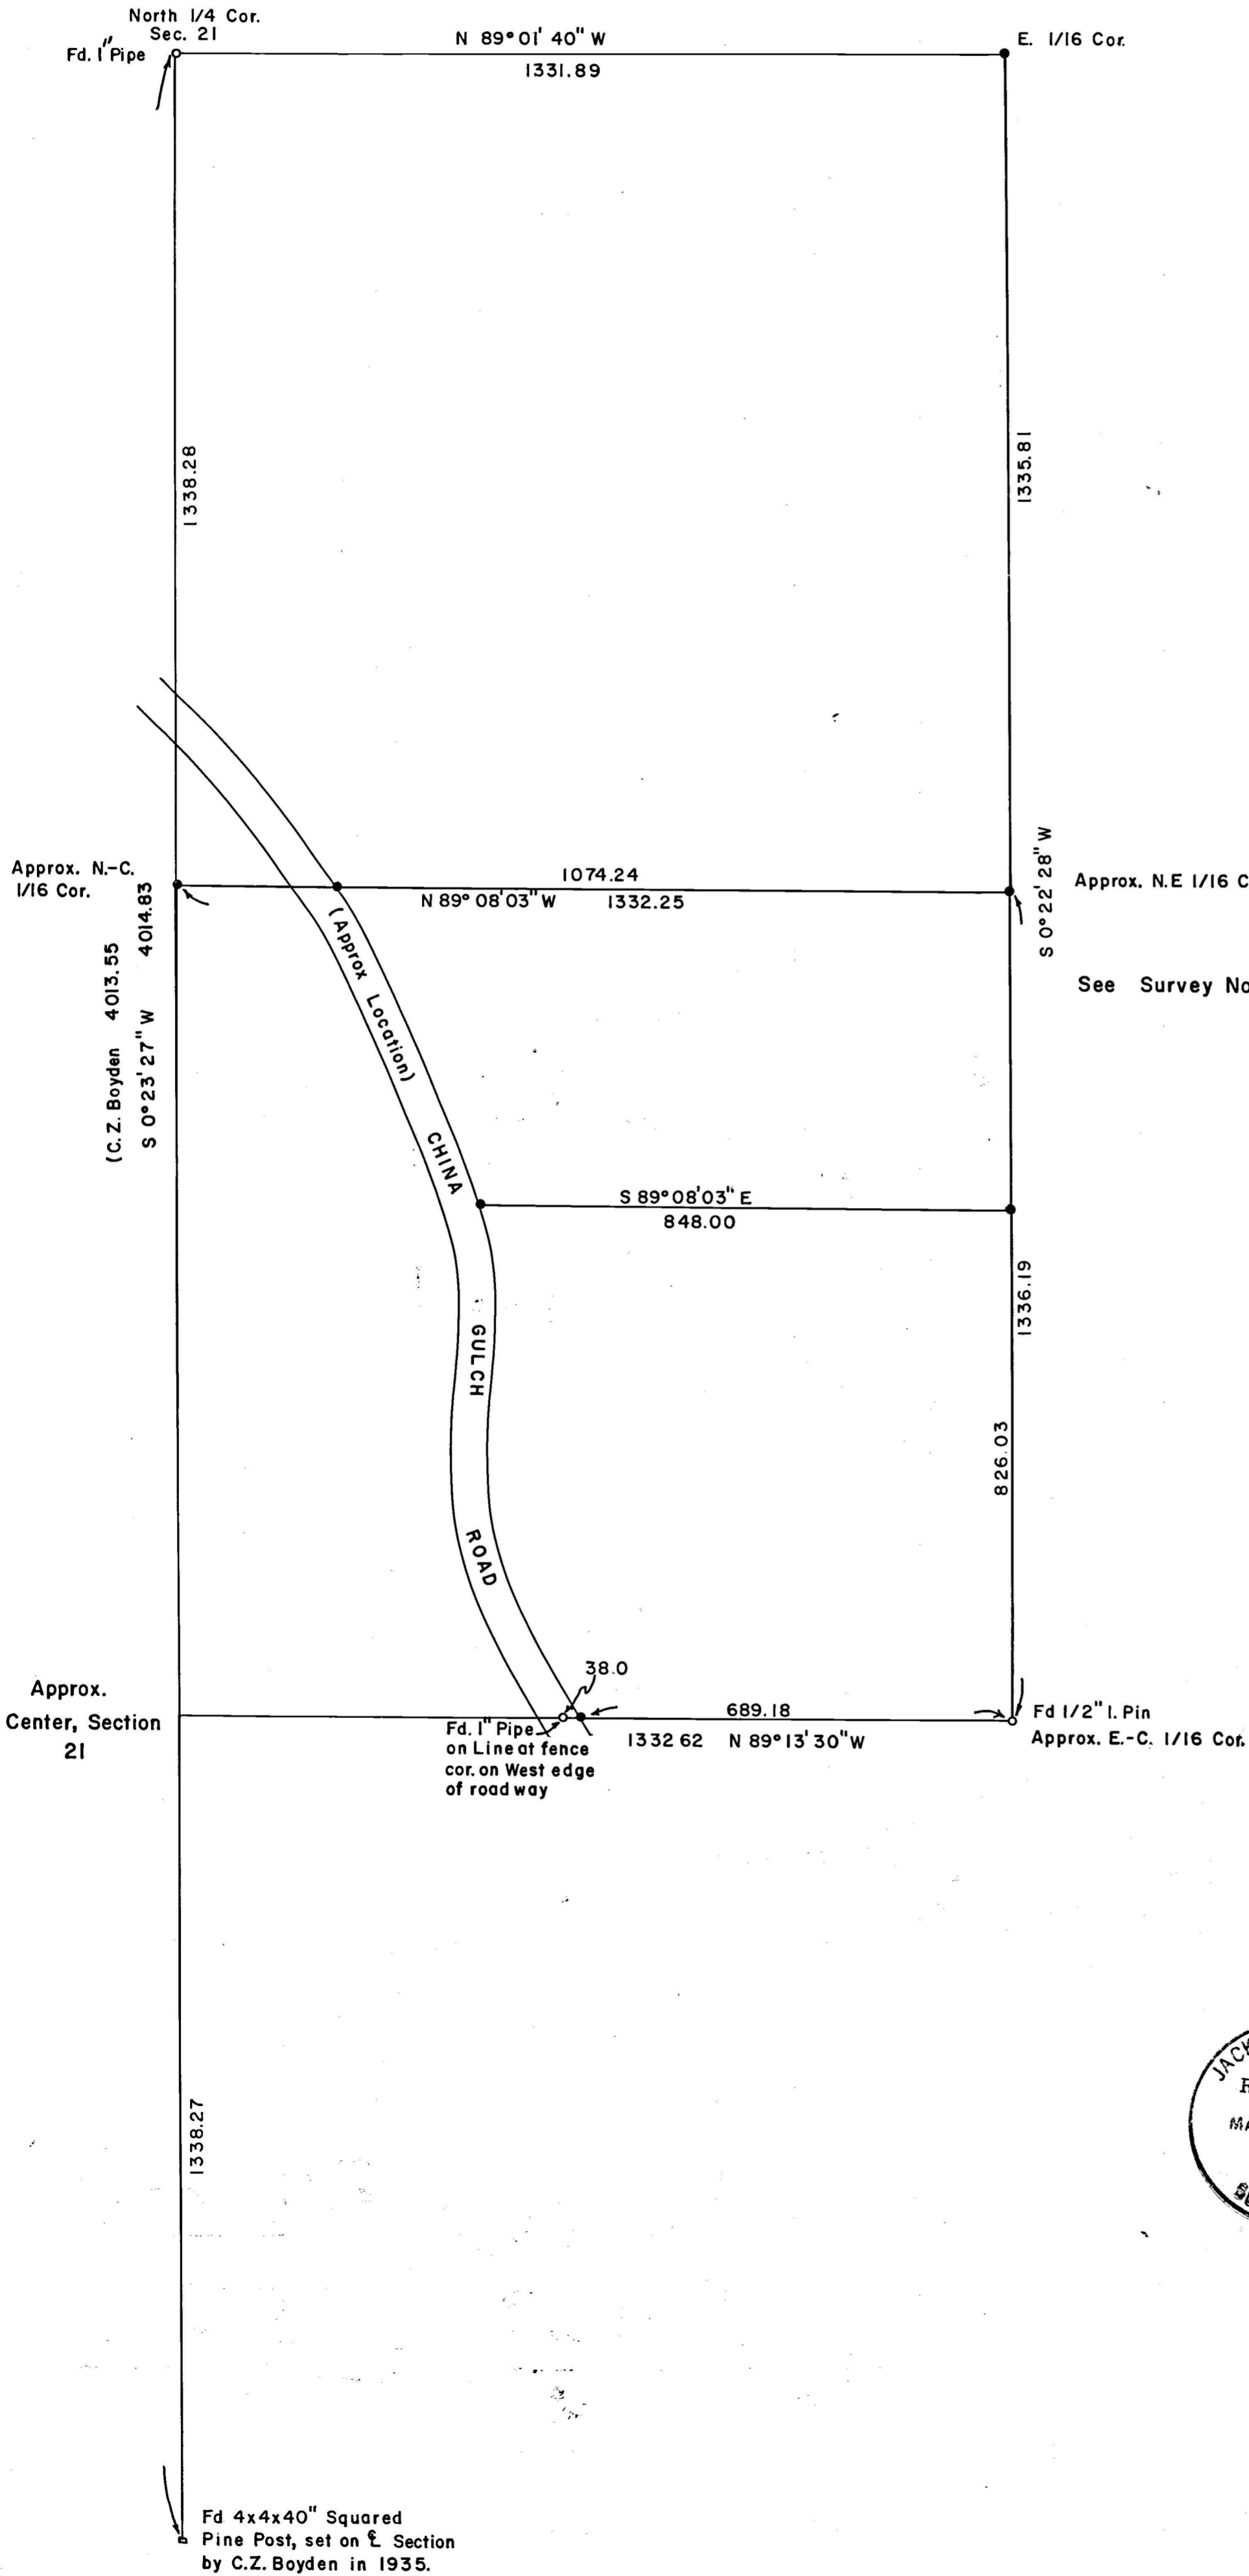 North 1/4 Cor.
Sec. 21
Fd. 1" Pipe
N 89° 01' 40" W
1331.89
E. 1/16 Cor.
1338.28
1335.81
Approx. N.-C.
1/16 Cor.
1074.24
N 89° 08' 03" W 1332.25
Approx. N.E 1/16 C
S 0° 22' 28" W
See Survey No
(C.Z. Boyden 4013.55
S 0° 23' 27" W 4014.83
(Approx Location)
CHINA
GULCH
ROAD
S 89° 08' 03" E
848.00
1336.19
826.03
Approx.
Center, Section
21
38.0
689.18
1332 62 N 89° 13' 30" W
Fd. 1" Pipe
on Line at fence
cor. on West edge
of road way
Fd 1/2" I. Pin
Approx. E.-C. 1/16 Cor.
1338.27
Fd 4x4x40" Squared
Pine Post, set on ℄ Section
by C.Z. Boyden in 1935.
JACK
R
MA